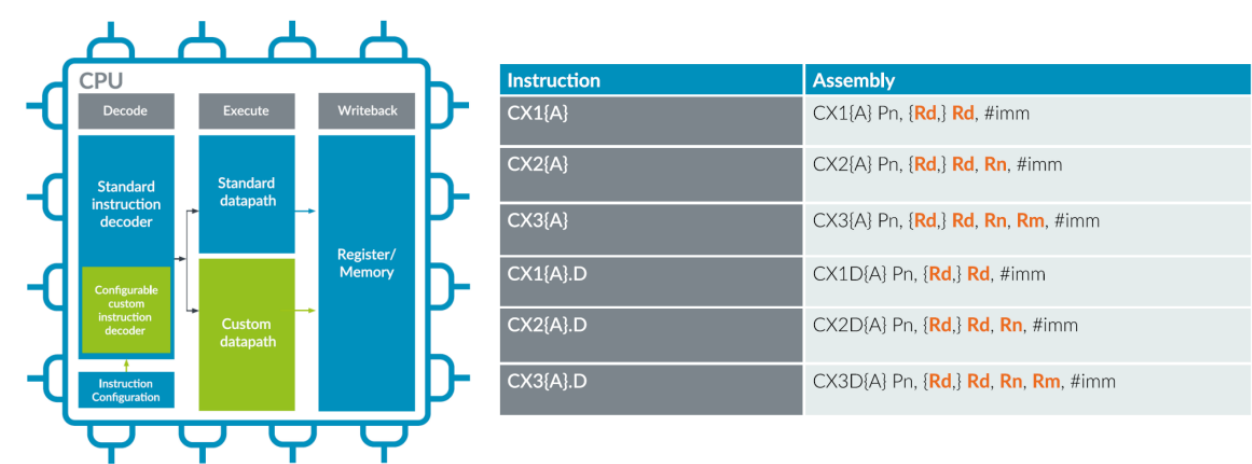 CPU
Decode
Execute
Writeback
Standard
instruction
decoder
Configurable
custom
instruction
decoder
Instruction
Configuration
Standard
datapath
Custom
datapath
Register/
Memory
Instruction Assembly
CX1{A} CX1{A} Pn, {Rd,} Rd, #imm
CX2{A} CX2{A} Pn, {Rd,} Rd, Rn, #imm
CX3{A} CX3{A} Pn, {Rd,} Rd, Rn, Rm, #imm
CX1{A}.D CX1D{A} Pn, {Rd,} Rd, #imm
CX2{A}.D CX2D{A} Pn, {Rd,} Rd, Rn, #imm
CX3{A}.D CX3D{A} Pn, {Rd,} Rd, Rn, Rm, #imm